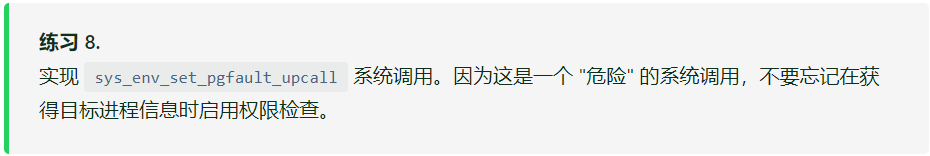 练习 8.
实现 sys_env_set_pgfault_upcall 系统调用。因为这是一个 "危险" 的系统调用，不要忘记在获
得目标进程信息时启用权限检查。